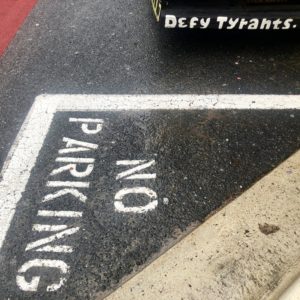 Defy Tyrants.
NO
PARKING